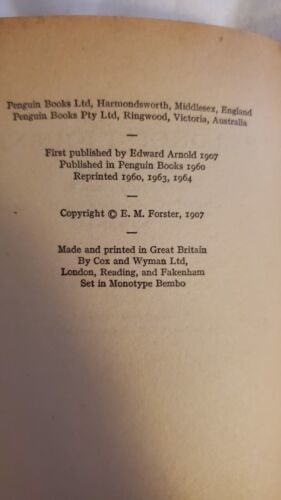 Penguin Books Ltd, Harmondsworth, Middlesex, England
Penguin Books Pty Ltd, Ringwood, Victoria, Australia
—
First published by Edward Arnold 1907
Published in Penguin Books 1960
Reprinted 1960, 1963, 1964
—
Copyright © E. M. Forster, 1907
—
Made and printed in Great Britain
By Cox and Wyman Ltd,
London, Reading, and Fakenham
Set in Monotype Bembo